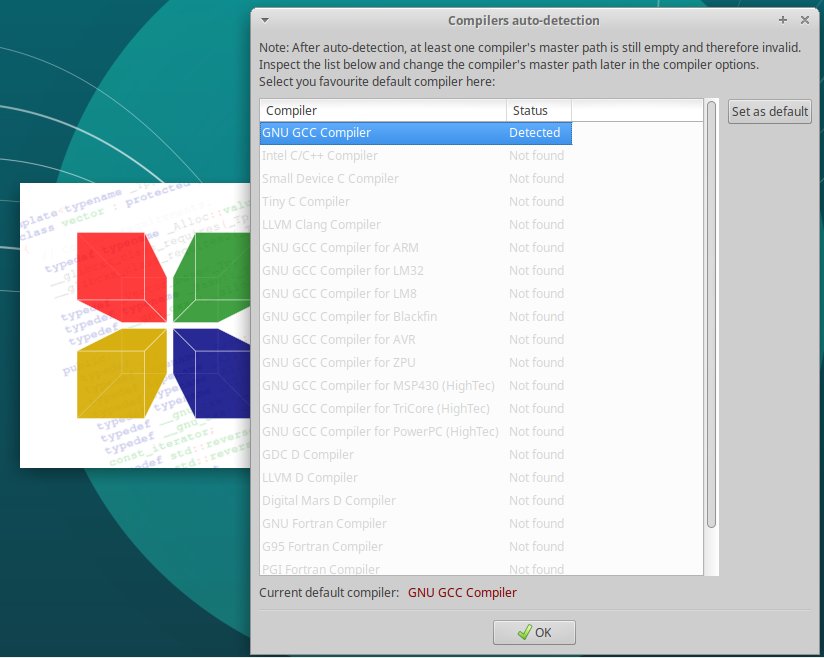 Compilers auto-detection
Note: After auto-detection, at least one compiler's master path is still empty and therefore invalid.
Inspect the list below and change the compiler's master path later in the compiler options.
Select you favourite default compiler here:
Compiler Status
Set as default
GNU GCC Compiler Detected
Intel C/C++ Compiler Not found
Small Device C Compiler Not found
Tiny C Compiler Not found
LLVM Clang Compiler Not found
GNU GCC Compiler for ARM Not found
GNU GCC Compiler for LM32 Not found
GNU GCC Compiler for LM8 Not found
GNU GCC Compiler for Blackfin Not found
GNU GCC Compiler for AVR Not found
GNU GCC Compiler for ZPU Not found
GNU GCC Compiler for MSP430 (HighTec) Not found
GNU GCC Compiler for TriCore (HighTec) Not found
GNU GCC Compiler for PowerPC (HighTec) Not found
GDC D Compiler Not found
LLVM D Compiler Not found
Digital Mars D Compiler Not found
GNU Fortran Compiler Not found
G95 Fortran Compiler Not found
PGI Fortran Compiler Not found
Current default compiler: GNU GCC Compiler
OK
class vector : protected
typedef
typedef
typedef
const_iterator;